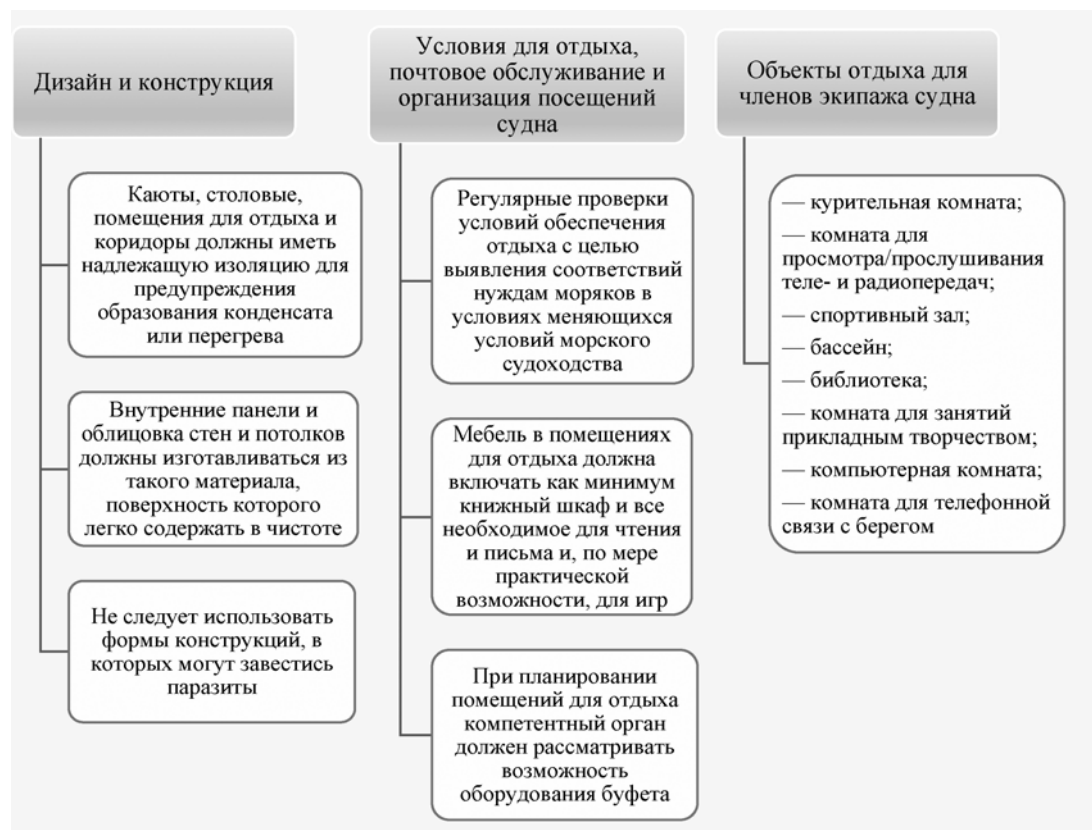 Дизайн и конструкция
Каюты, столовые,
помещения для отдыха и
коридоры должны иметь
надлежащую изоляцию для
предупреждения
образования конденсата
или перегрева
Внутренние панели и
облицовка стен и потолков
должны изготавливаться из
такого материала,
поверхность которого
легко содержать в чистоте
Не следует использовать
формы конструкций, в
которых могут завестись
паразиты
Условия для отдыха,
почтовое обслуживание и
организация посещений
судна
Регулярные проверки
условий обеспечения
отдыха с целью
выявления соответствий
нуждам моряков в
условиях меняющихся
условий морского
судоходства
Мебель в помещениях
для отдыха должна
включать как минимум
книжный шкаф и все
необходимое для чтения
и письма и, по мере
практической
возможности, для игр
При планировании
помещений для отдыха
компетентный орган
должен рассматривать
возможность
оборудования буфета
Объекты отдыха для
членов экипажа судна
— курительная комната;
— комната для
просмотра/прослушивания
теле- и радиопередач;
— спортивный зал;
— бассейн;
— библиотека;
— комната для занятий
прикладным творчеством;
— компьютерная комната;
— комната для телефонной
связи с берегом